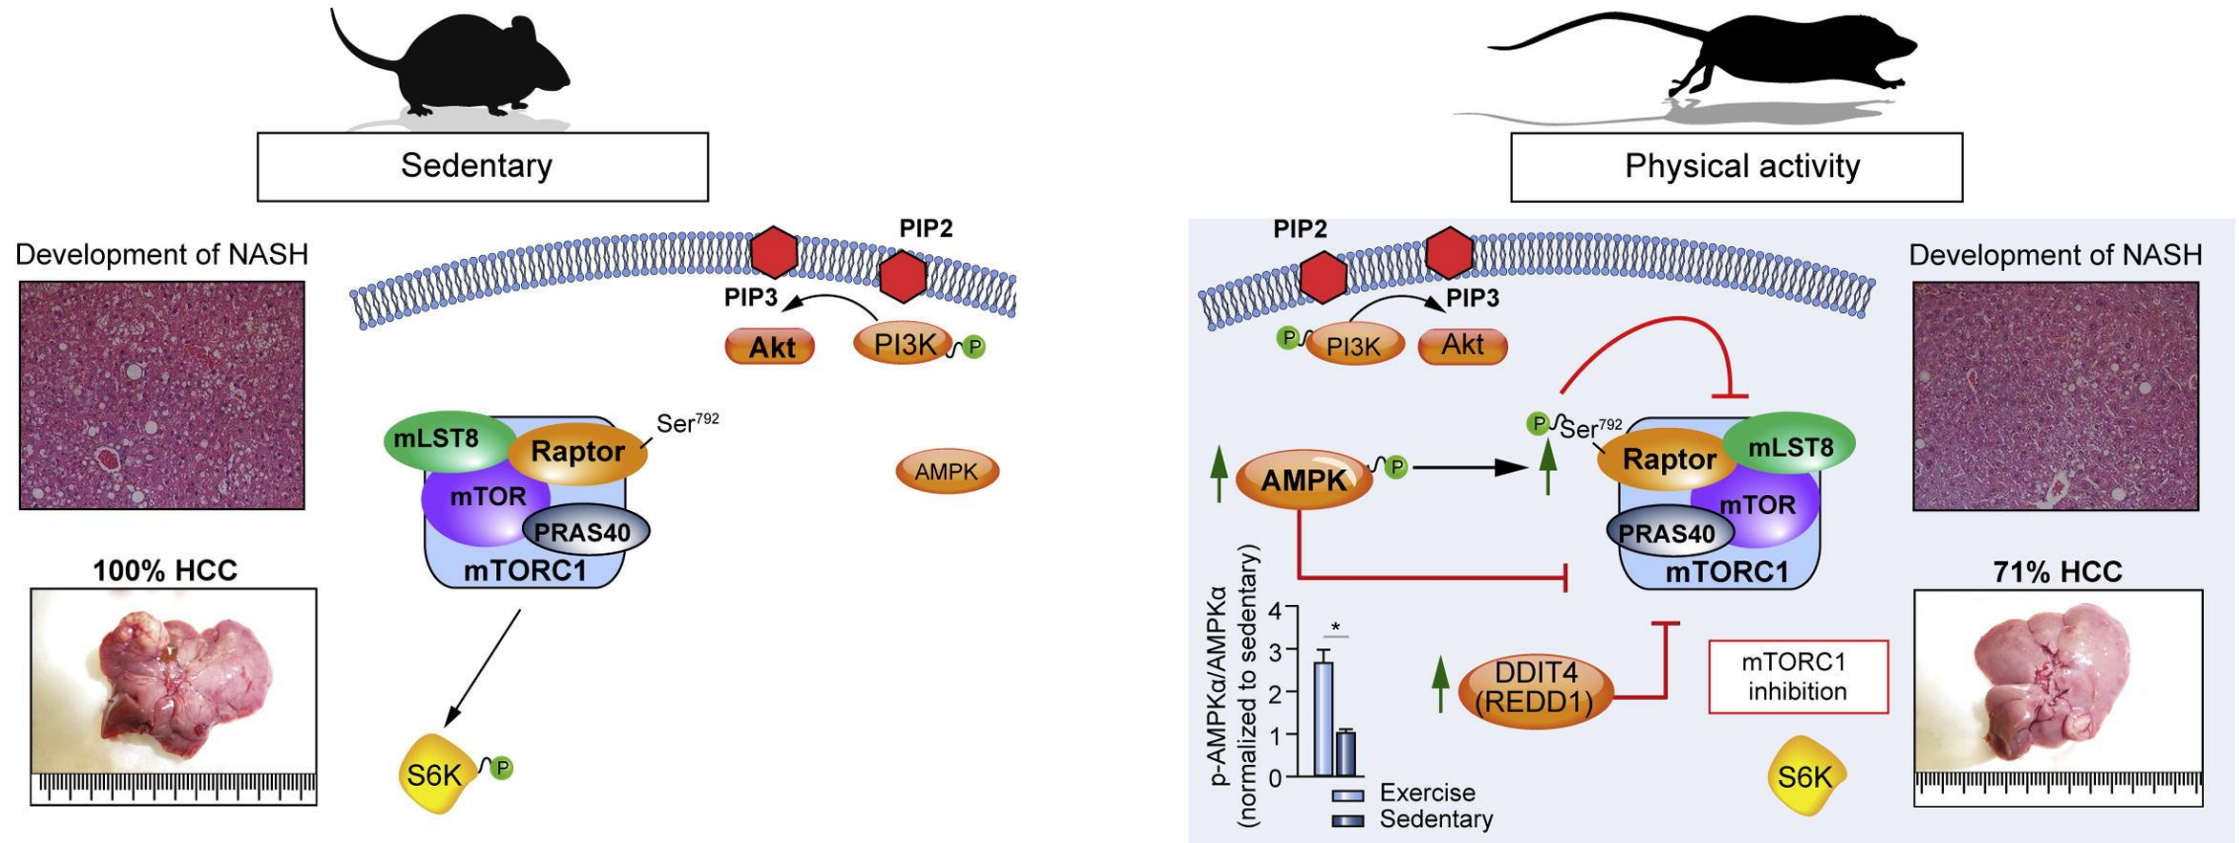 Sedentary
Development of NASH
100% HCC
PIP2
PIP3
Akt
PI3K
P
mLST8
Raptor
Ser792
mTOR
PRAS40
mTORC1
AMPK
S6K
P
Physical activity
PIP2
PIP3
P
PI3K
Akt
Development of NASH
P
Ser792
AMPK
P
Raptor
mLST8
mTOR
PRAS40
mTORC1
71% HCC
p-AMPKα/AMPKα
(normalized to sedentary)
4
3
2
1
0
*
Exercise
Sedentary
DDIT4
(REDD1)
mTORC1
inhibition
S6K